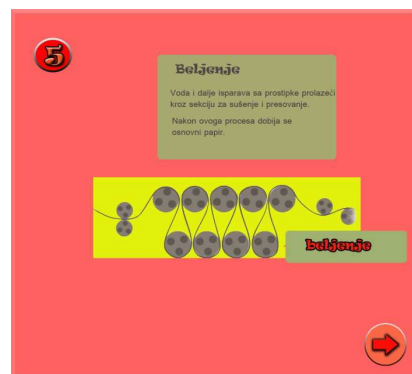 5
Beljenje
Voda i dalje isparava sa prostipke prolazeći
kroz sekciju za sušenje i presovanje.
Nakon ovoga procesa dobija se
osnovni papir.
beljenje